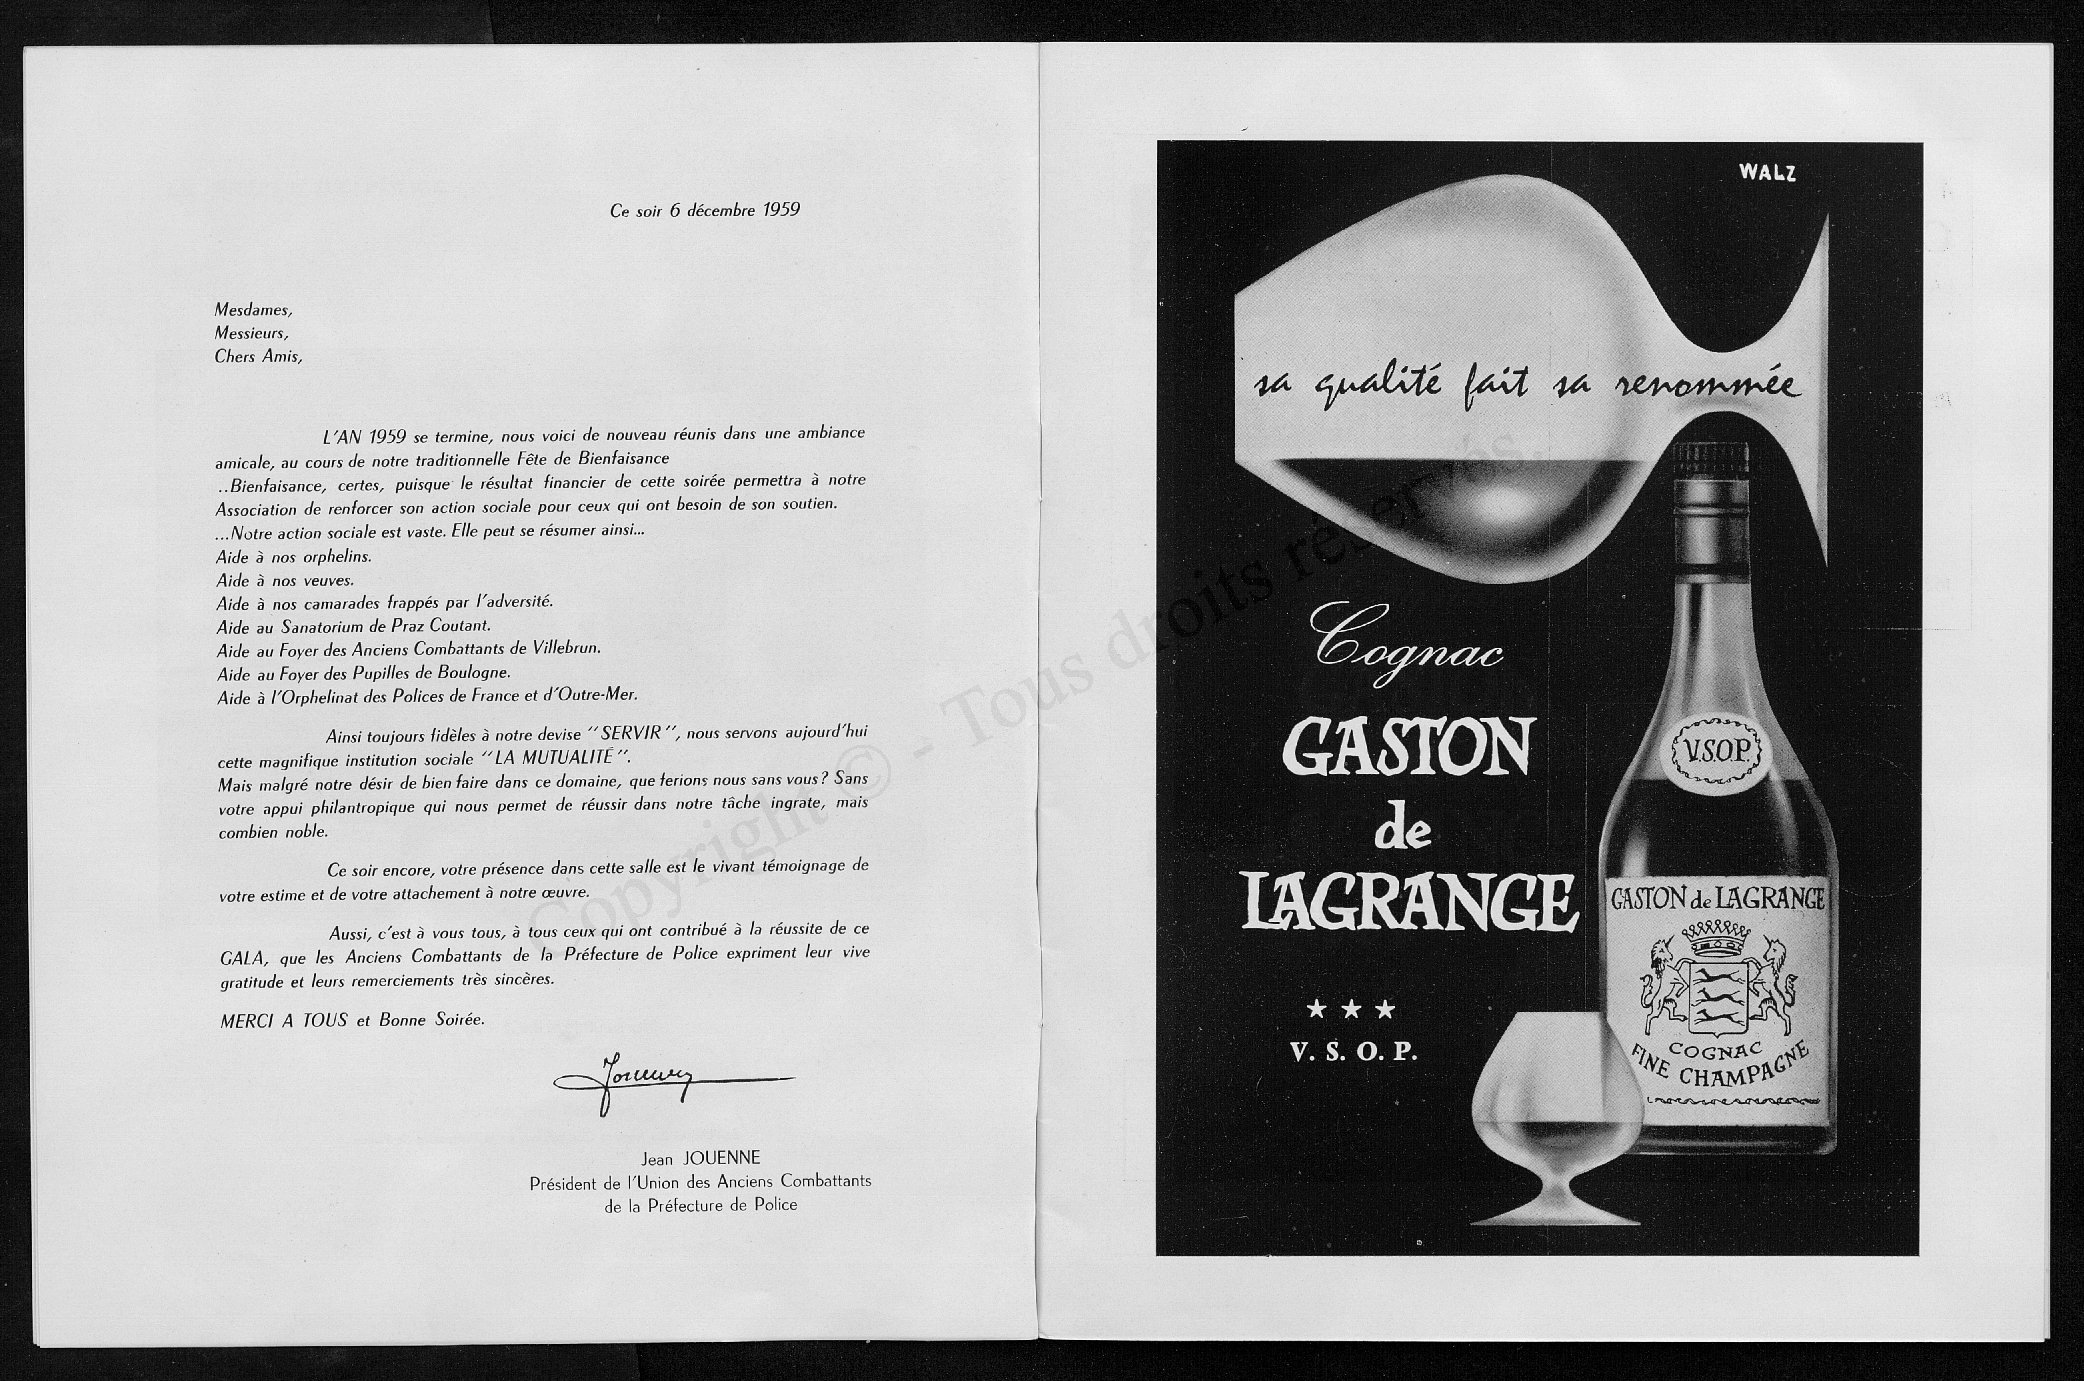 Ce soir 6 décembre 1959
Mesdames,
Messieurs,
Chers Amis,
L'AN 1959 se termine, nous voici de nouveau réunis dans une ambiance
amicale, au cours de notre traditionnelle Fête de Bienfaisance
..Bienfaisance, certes, puisque le résultat financier de cette soirée permettra à notre
Association de renforcer son action sociale pour ceux qui ont besoin de son soutien.
...Notre action sociale est vaste. Elle peut se résumer ainsi...
Aide à nos orphelins.
Aide à nos veuves.
Aide à nos camarades frappés par l'adversité.
Aide au Sanatorium de Praz Coutant.
Aide au Foyer des Anciens Combattants de Villebrun.
Aide au Foyer des Pupilles de Boulogne.
Aide à l'Orphelinat des Polices de France et d'Outre-Mer.
Ainsi toujours fidèles à notre devise "SERVIR", nous servons aujourd'hui
cette magnifique institution sociale "LA MUTUALITÉ".
Mais malgré notre désir de bien faire dans ce domaine, que ferions nous sans vous? Sans
votre appui philantropique qui nous permet de réussir dans notre tâche ingrate, mais
combien noble.
Ce soir encore, votre présence dans cette salle est le vivant témoignage de
votre estime et de votre attachement à notre œuvre.
Aussi, c'est à vous tous, à tous ceux qui ont contribué à la réussite de ce
GALA, que les Anciens Combattants de la Préfecture de Police expriment leur vive
gratitude et leurs remerciements très sincères.
MERCI A TOUS et Bonne Soirée.
Jouenne
Jean JOUENNE
Président de l'Union des Anciens Combattants
de la Préfecture de Police
WALZ
sa qualité fait sa renommée
Cognac
GASTON
de
LAGRANGE
★ ★ ★
V. S. O. P.
V.S.O.P.
GASTON de LAGRANGE
COGNAC
FINE CHAMPAGNE
Copyright © - Tous droits réservés.